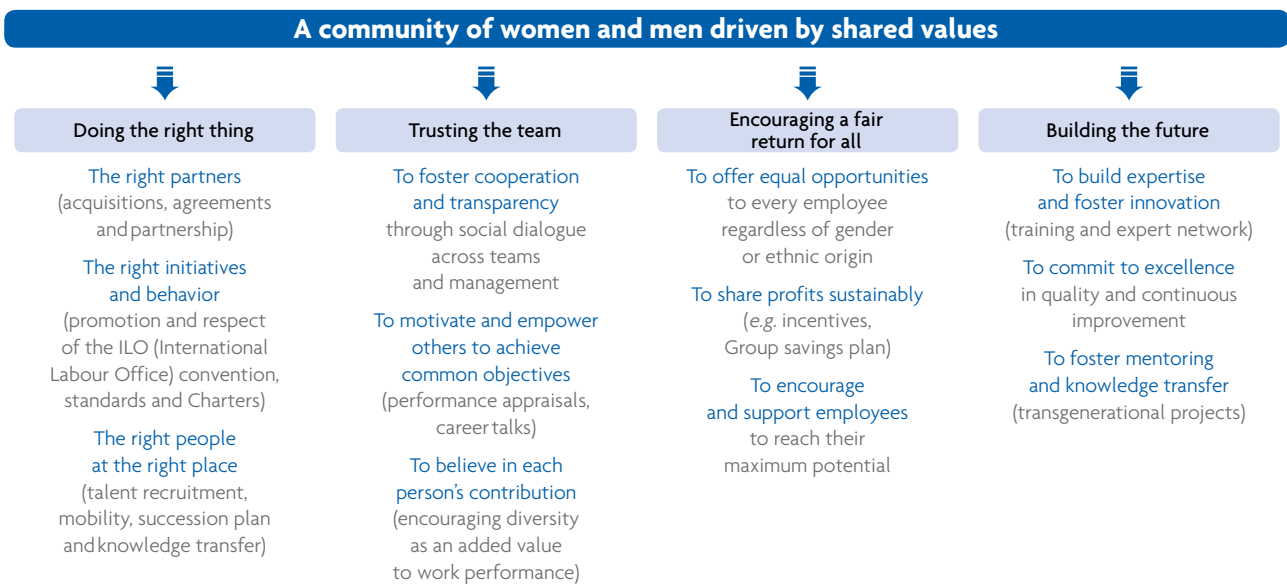 A community of women and men driven by shared values
Doing the right thing
The right partners
(acquisitions, agreements
and partnership)
The right initiatives
and behavior
(promotion and respect
of the ILO (International
Labour Office) convention,
standards and Charters)
The right people
at the right place
(talent recruitment,
mobility, succession plan
and knowledge transfer)
Trusting the team
To foster cooperation
and transparency
through social dialogue
across teams
and management
To motivate and empower
others to achieve
common objectives
(performance appraisals,
career talks)
To believe in each
person's contribution
(encouraging diversity
as an added value
to work performance)
Encouraging a fair
return for all
To offer equal opportunities
to every employee
regardless of gender
or ethnic origin
To share profits sustainably
(e.g. incentives,
Group savings plan)
To encourage
and support employees
to reach their
maximum potential
Building the future
To build expertise
and foster innovation
(training and expert network)
To commit to excellence
in quality and continuous
improvement
To foster mentoring
and knowledge transfer
(transgenerational projects)